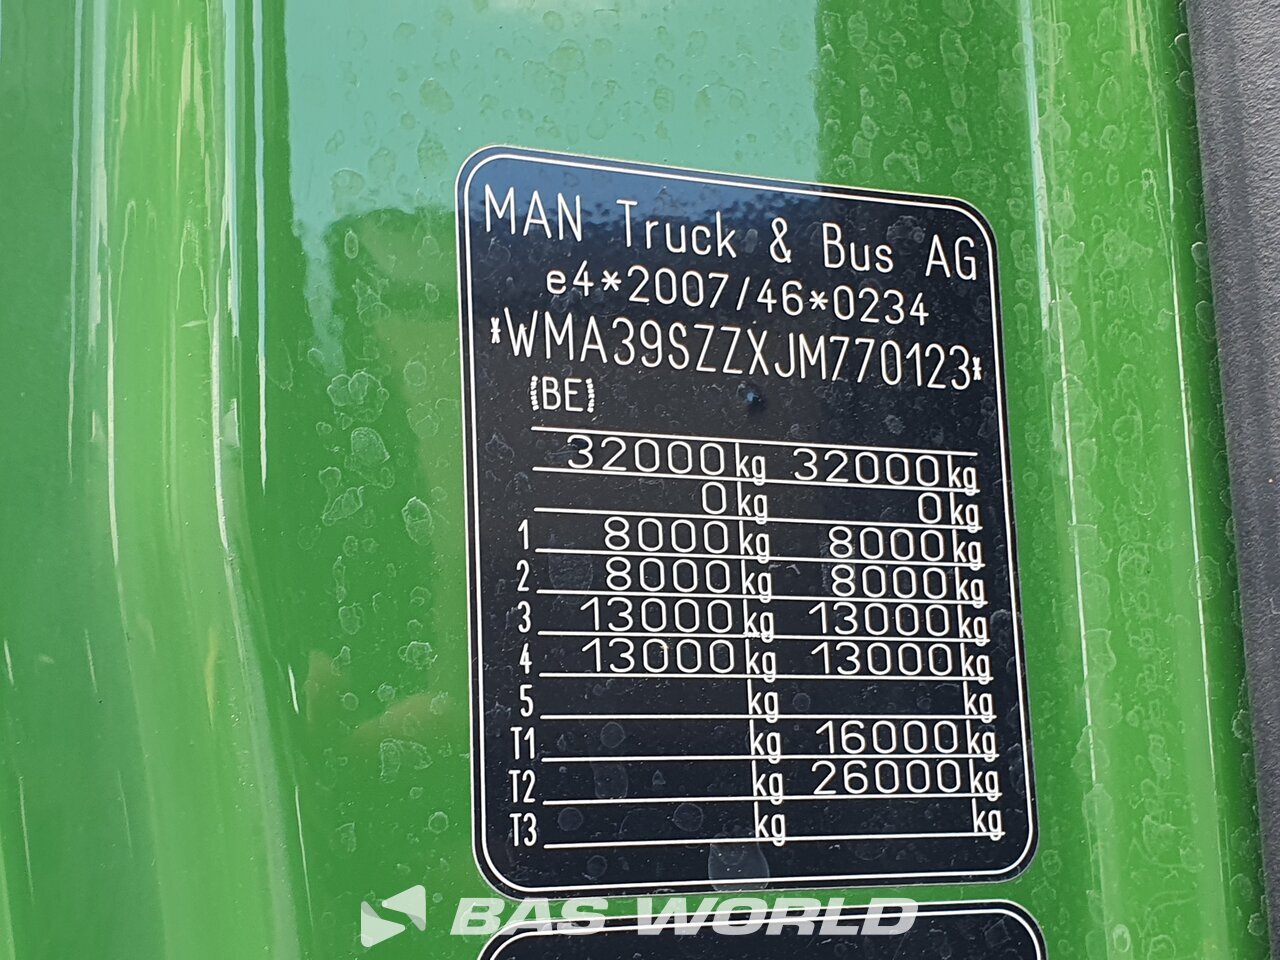 MAN Truck & Bus AG
e4*2007/46*0234
*WMA39SZZXJM770123*
(BE)
32000 kg 32000 kg
0 kg 0 kg
1 8000 kg 8000 kg
2 8000 kg 8000 kg
3 13000 kg 13000 kg
4 13000 kg 13000 kg
5 kg kg
T1 kg 16000 kg
T2 kg 26000 kg
T3 kg kg
BAS WORLD